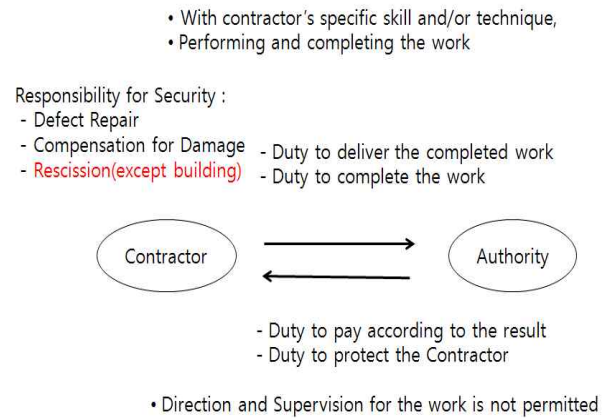 • With contractor's specific skill and/or technique,
• Performing and completing the work
Responsibility for Security :
- Defect Repair
- Compensation for Damage
- Rescission(except building)
- Duty to deliver the completed work
- Duty to complete the work
Contractor
Authority
- Duty to pay according to the result
- Duty to protect the Contractor
• Direction and Supervision for the work is not permitted